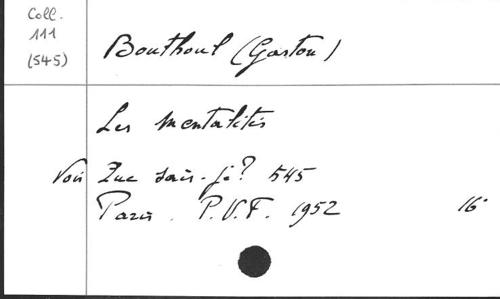 Coll.
111
(545)
Bouthoul (Gaston)
Les mentalités
Voir Que sais-je? 545
Paris. P.U.F. 1952 16°